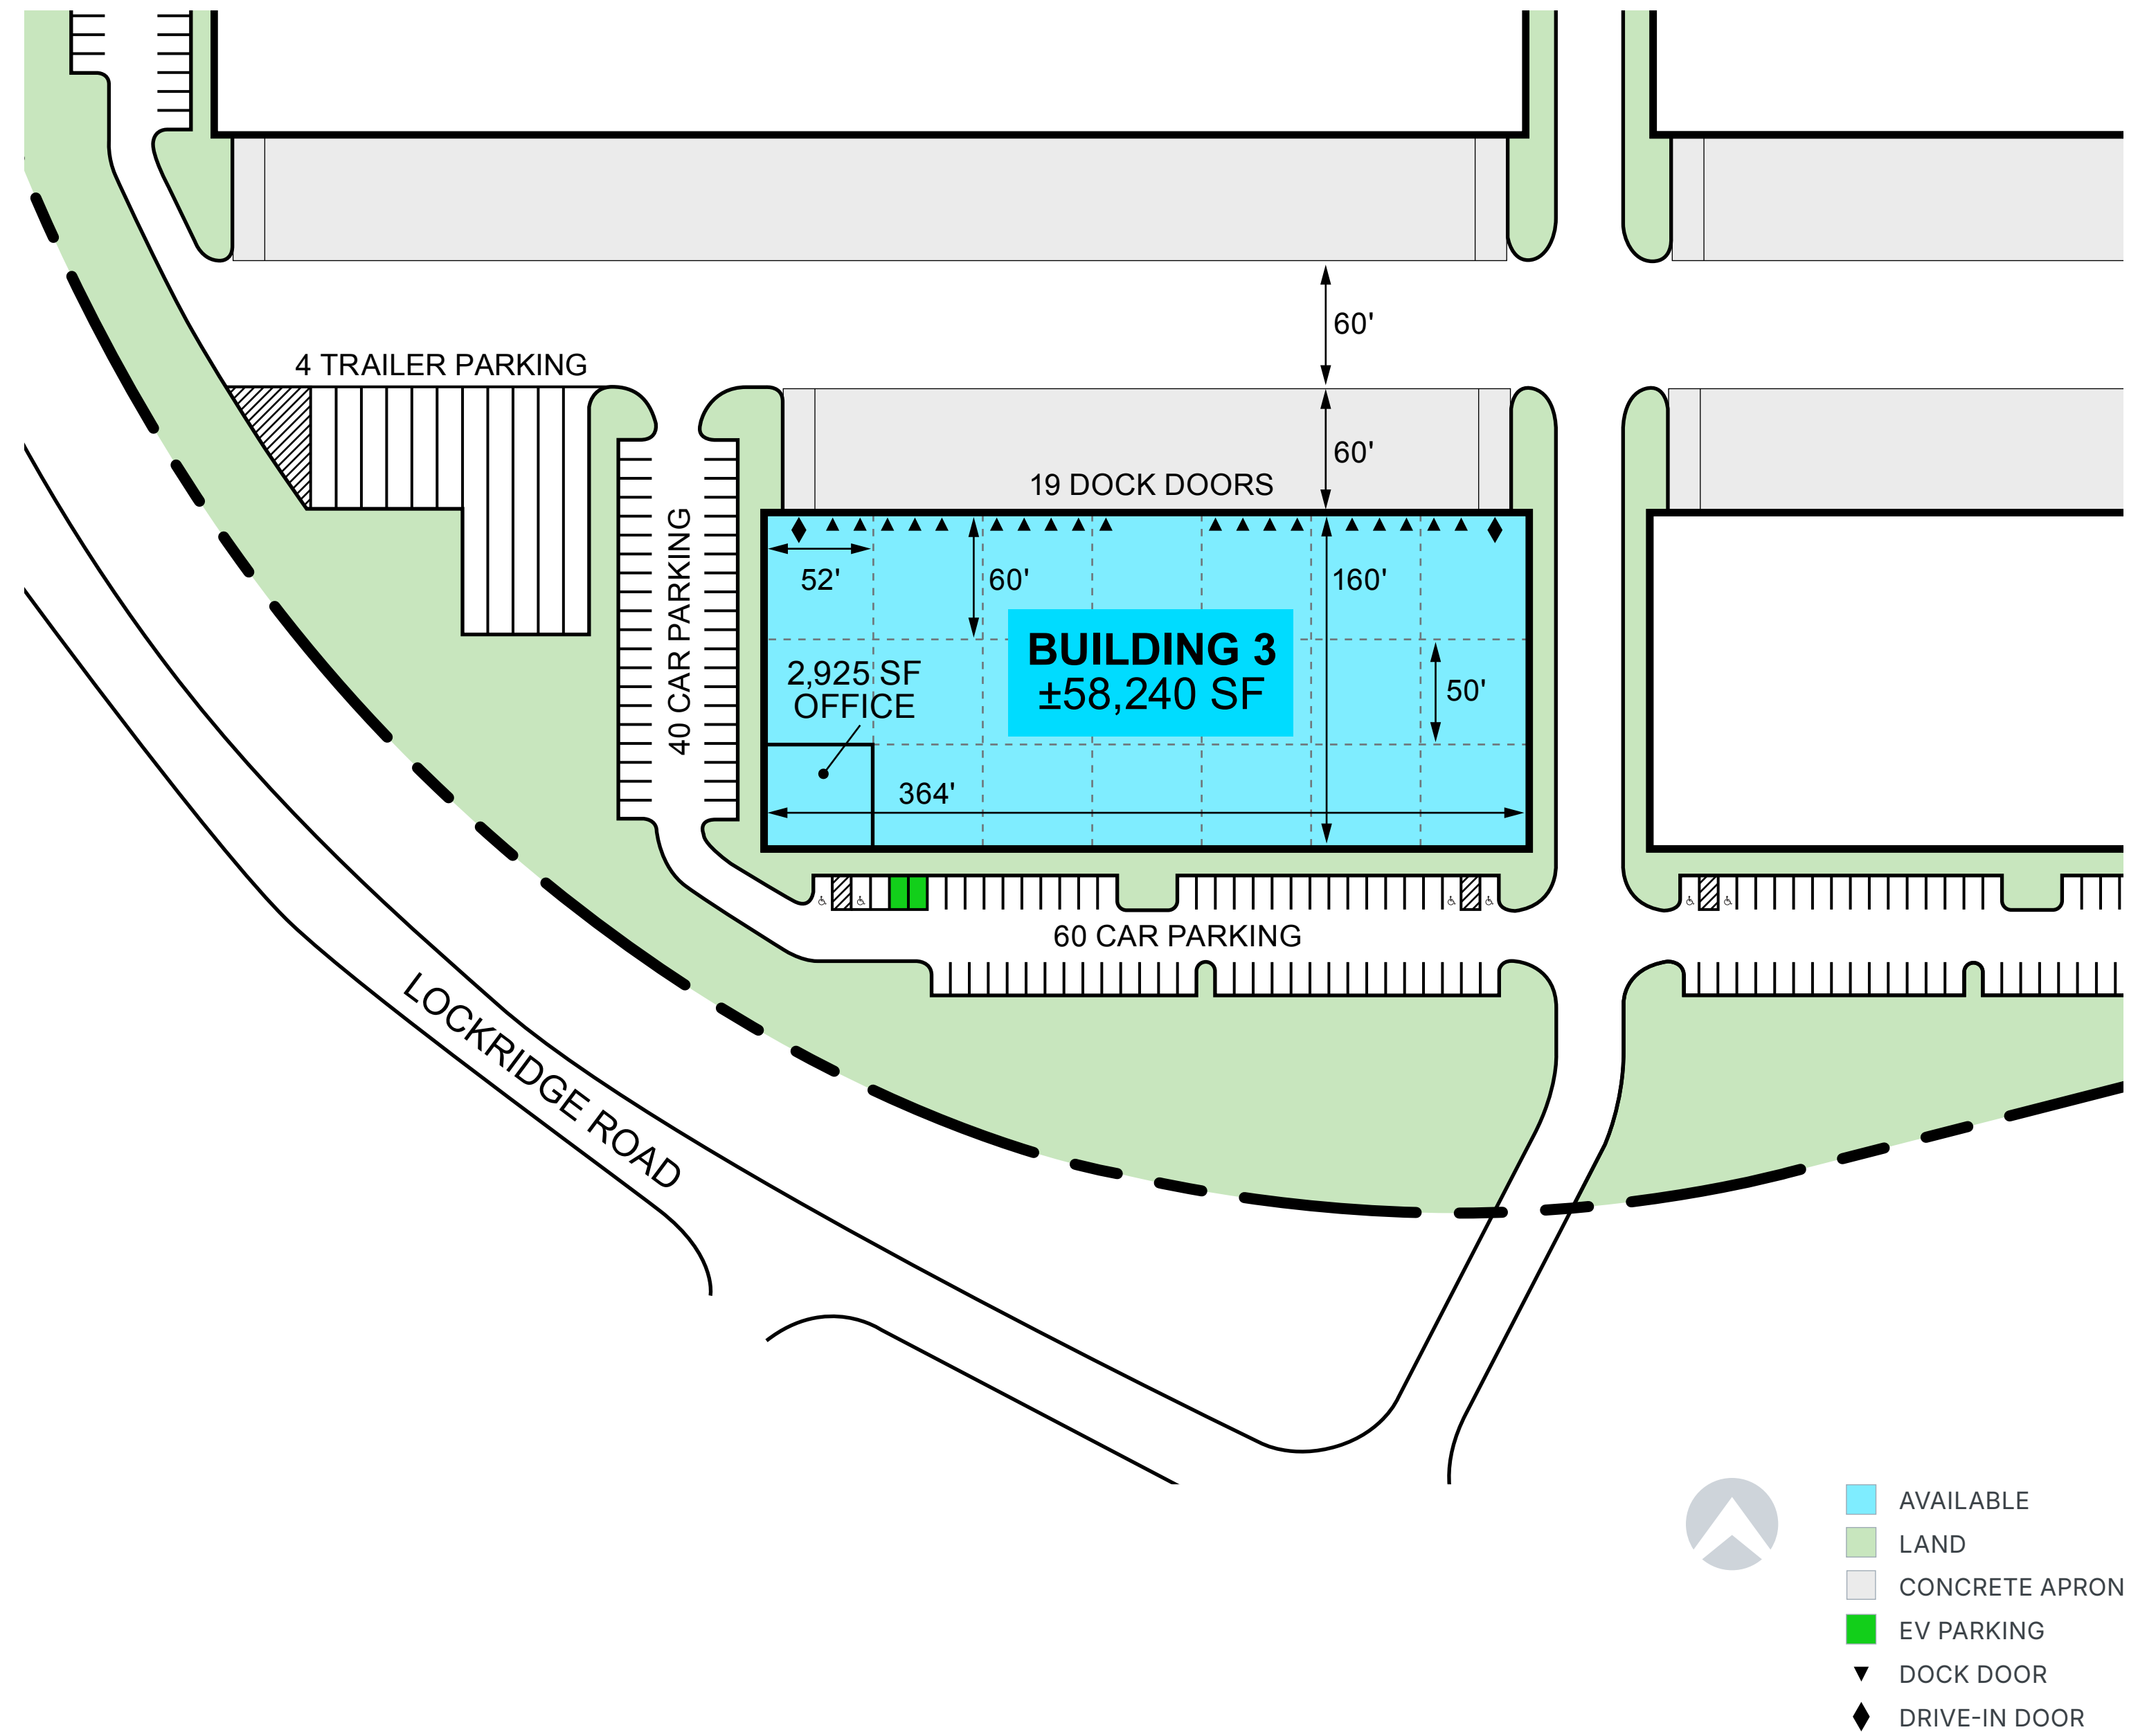 60'
4 TRAILER PARKING
60'
19 DOCK DOORS
40 CAR PARKING
52'
60'
160'
BUILDING 3
±58,240 SF
50'
2,925 SF
OFFICE
364'
60 CAR PARKING
LOCKRIDGE ROAD
AVAILABLE
LAND
CONCRETE APRON
EV PARKING
DOCK DOOR
DRIVE-IN DOOR